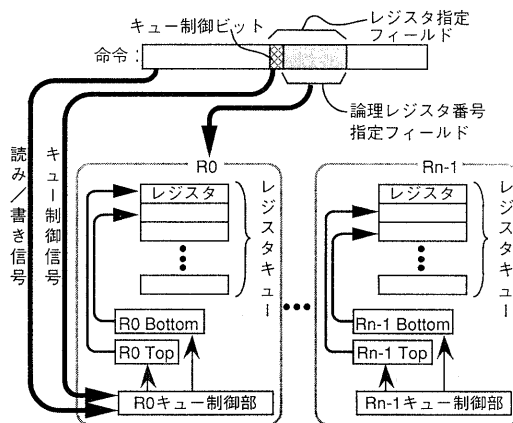 キュー制御ビット
レジスタ指定
フィールド
命令:
論理レジスタ番号
指定フィールド
読み／書き信号
キュー制御信号
R0
レジスタ
レジスタキュー
R0 Bottom
R0 Top
R0キュー制御部
Rn-1
レジスタ
レジスタキュー
Rn-1 Bottom
Rn-1 Top
Rn-1キュー制御部